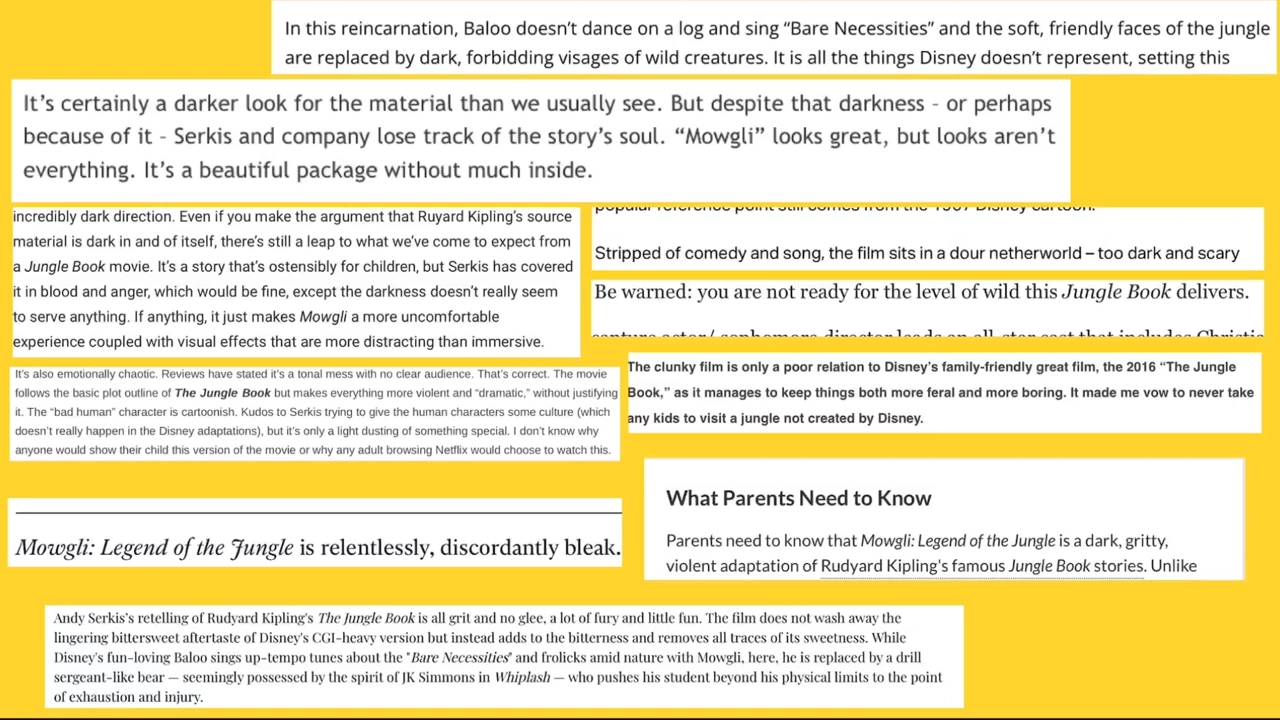 In this reincarnation, Baloo doesn’t dance on a log and sing “Bare Necessities” and the soft, friendly faces of the jungle
are replaced by dark, forbidding visages of wild creatures. It is all the things Disney doesn’t represent, setting this
It’s certainly a darker look for the material than we usually see. But despite that darkness – or perhaps
because of it – Serkis and company lose track of the story’s soul. “Mowgli” looks great, but looks aren’t
everything. It’s a beautiful package without much inside.
incredibly dark direction. Even if you make the argument that Ruyard Kipling’s source
material is dark in and of itself, there’s still a leap to what we’ve come to expect from
a Jungle Book movie. It’s a story that’s ostensibly for children, but Serkis has covered
it in blood and anger, which would be fine, except the darkness doesn’t really seem
to serve anything. If anything, it just makes Mowgli a more uncomfortable
experience coupled with visual effects that are more distracting than immersive.
popular reference point still comes from the 1967 Disney cartoon.
Stripped of comedy and song, the film sits in a dour netherworld – too dark and scary
Be warned: you are not ready for the level of wild this Jungle Book delivers.
capture actor/ sophomore director leads an all-star cast that includes Christia
It’s also emotionally chaotic. Reviews have stated it’s a tonal mess with no clear audience. That’s correct. The movie
follows the basic plot outline of The Jungle Book but makes everything more violent and “dramatic,” without justifying
it. The “bad human” character is cartoonish. Kudos to Serkis trying to give the human characters some culture (which
doesn’t really happen in the Disney adaptations), but it’s only a light dusting of something special. I don’t know why
anyone would show their child this version of the movie or why any adult browsing Netflix would choose to watch this.
The clunky film is only a poor relation to Disney’s family-friendly great film, the 2016 “The Jungle
Book,” as it manages to keep things both more feral and more boring. It made me vow to never take
any kids to visit a jungle not created by Disney.
Mowgli: Legend of the Jungle is relentlessly, discordantly bleak.
What Parents Need to Know
Parents need to know that Mowgli: Legend of the Jungle is a dark, gritty,
violent adaptation of Rudyard Kipling's famous Jungle Book stories. Unlike
Andy Serkis’s retelling of Rudyard Kipling’s The Jungle Book is all grit and no glee, a lot of fury and little fun. The film does not wash away the
lingering bittersweet aftertaste of Disney’s CGI-heavy version but instead adds to the bitterness and removes all traces of its sweetness. While
Disney’s fun-loving Baloo sings up-tempo tunes about the "Bare Necessities" and frolicks amid nature with Mowgli, here, he is replaced by a drill
sergeant-like bear — seemingly possessed by the spirit of JK Simmons in Whiplash — who pushes his student beyond his physical limits to the point
of exhaustion and injury.